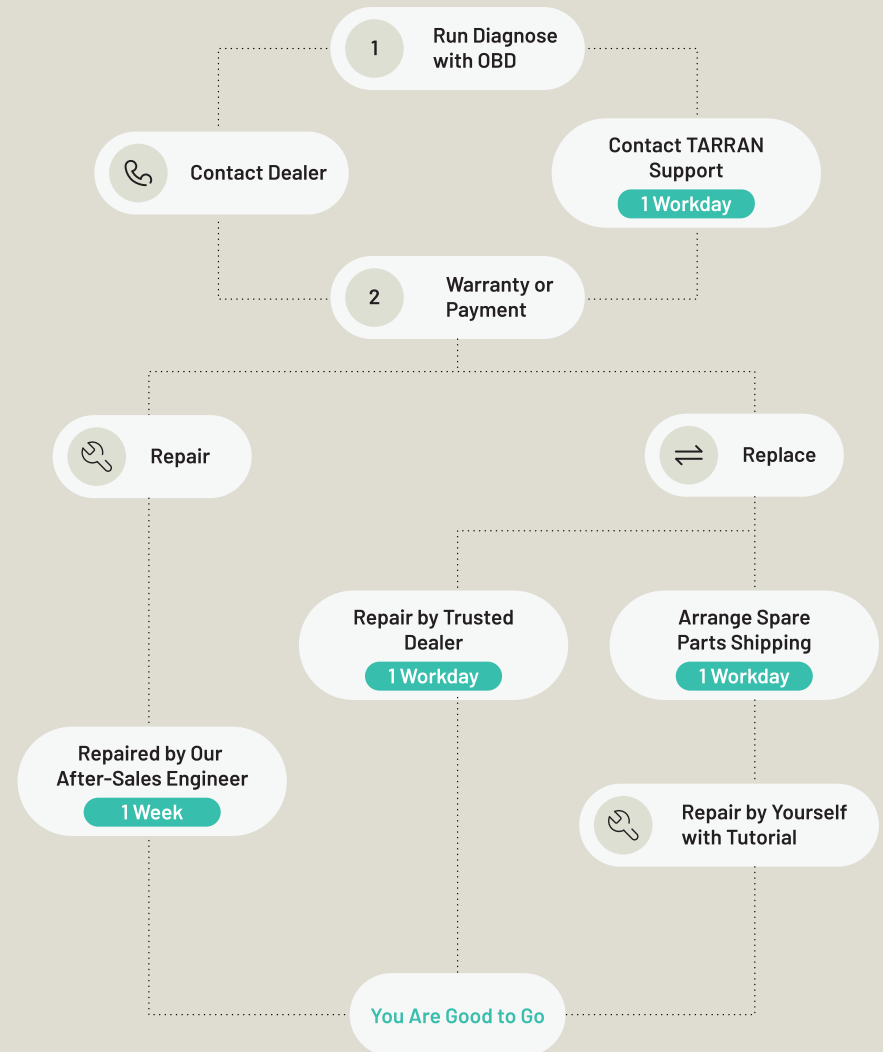 1
Run Diagnose
with OBD
Contact Dealer
Contact TARRAN
Support
1 Workday
2
Warranty or
Payment
Repair
Replace
Repair by Trusted
Dealer
1 Workday
Arrange Spare
Parts Shipping
1 Workday
Repaired by Our
After-Sales Engineer
1 Week
Repair by Yourself
with Tutorial
You Are Good to Go